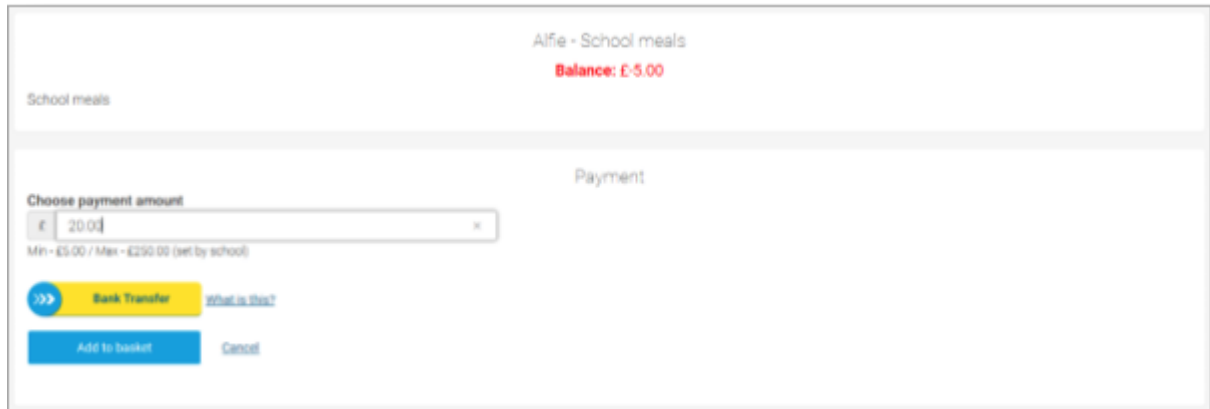 Alfie - School meals
Balance: £-5.00
School meals
Payment
Choose payment amount
£ 20.00 ×
Min - £5.00 / Max - £250.00 (set by school)
>>> Bank Transfer What is this?
Add to basket Cancel